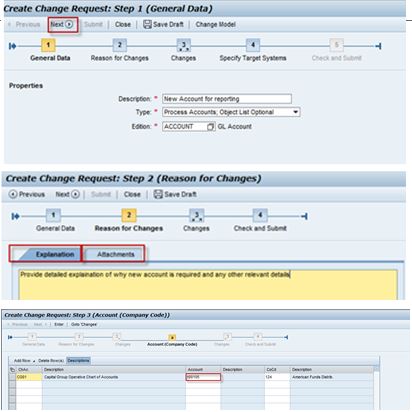 Create Change Request: Step 1 (General Data)
Previous Next Submit Close Save Draft Change Model
1 2 3 4 5
General Data Reason for Changes Changes Specify Target Systems Check and Submit
Properties
Description: * New Account for reporting
Type: * Process Accounts; Object List Optional
Edition: * ACCOUNT GL Account
Create Change Request: Step 2 (Reason for Changes)
Previous Next Submit Close Save Draft
1 2 3 4
General Data Reason for Changes Changes Check and Submit
Explanation Attachments
Provide detailed explaination of why new account is required and any other relevant details
Create Change Request: Step 3 (Account (Company Code))
Previous Next Enter Goto Changes
General Data Reason for Changes Changes Account (Company Code) Changes Check and Submit
Add Row Delete Row(s) Descriptions
ChAc Description Account Description CoCd Description
CG01 Capital Group Operative Chart of Accounts 124 American Funds Distrib.